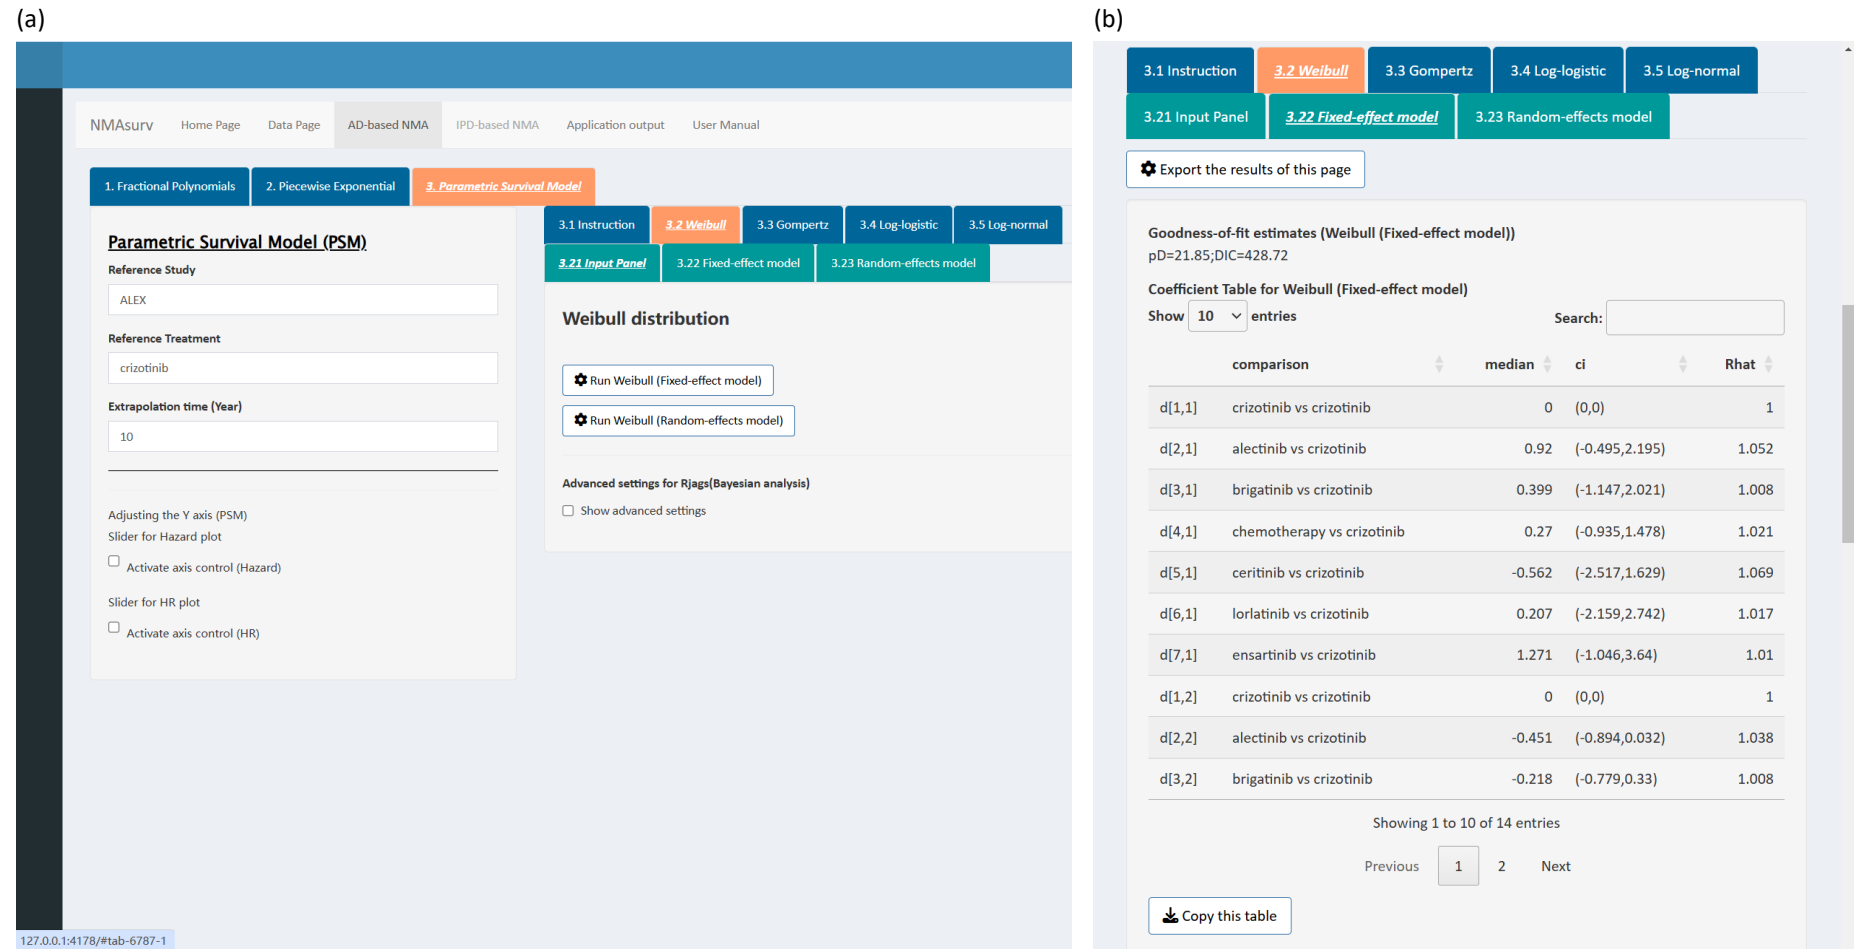 (a)
NMAsurv Home Page Data Page AD-based NMA IPD-based NMA Application output User Manual
1. Fractional Polynomials 2. Piecewise Exponential 3. Parametric Survival Model
Parametric Survival Model (PSM)
Reference Study
ALEX
Reference Treatment
crizotinib
Extrapolation time (Year)
10
Adjusting the Y axis (PSM)
Slider for Hazard plot
Activate axis control (Hazard)
Slider for HR plot
Activate axis control (HR)
3.1 Instruction 3.2 Weibull 3.3 Gompertz 3.4 Log-logistic 3.5 Log-normal
3.21 Input Panel 3.22 Fixed-effect model 3.23 Random-effects model
Weibull distribution
Run Weibull (Fixed-effect model)
Run Weibull (Random-effects model)
Advanced settings for Rjags(Bayesian analysis)
Show advanced settings
127.0.0.1:4178/#tab-6787-1
(b)
3.1 Instruction 3.2 Weibull 3.3 Gompertz 3.4 Log-logistic 3.5 Log-normal
3.21 Input Panel 3.22 Fixed-effect model 3.23 Random-effects model
Export the results of this page
Goodness-of-fit estimates (Weibull (Fixed-effect model))
pD=21.85;DIC=428.72
Coefficient Table for Weibull (Fixed-effect model)
Show 10 entries Search:
comparison median ci Rhat
d[1,1] crizotinib vs crizotinib 0 (0,0) 1
d[2,1] alectinib vs crizotinib 0.92 (-0.495,2.195) 1.052
d[3,1] brigatinib vs crizotinib 0.399 (-1.147,2.021) 1.008
d[4,1] chemotherapy vs crizotinib 0.27 (-0.935,1.478) 1.021
d[5,1] ceritinib vs crizotinib -0.562 (-2.517,1.629) 1.069
d[6,1] lorlatinib vs crizotinib 0.207 (-2.159,2.742) 1.017
d[7,1] ensartinib vs crizotinib 1.271 (-1.046,3.64) 1.01
d[1,2] crizotinib vs crizotinib 0 (0,0) 1
d[2,2] alectinib vs crizotinib -0.451 (-0.894,0.032) 1.038
d[3,2] brigatinib vs crizotinib -0.218 (-0.779,0.33) 1.008
Showing 1 to 10 of 14 entries
Previous 1 2 Next
Copy this table